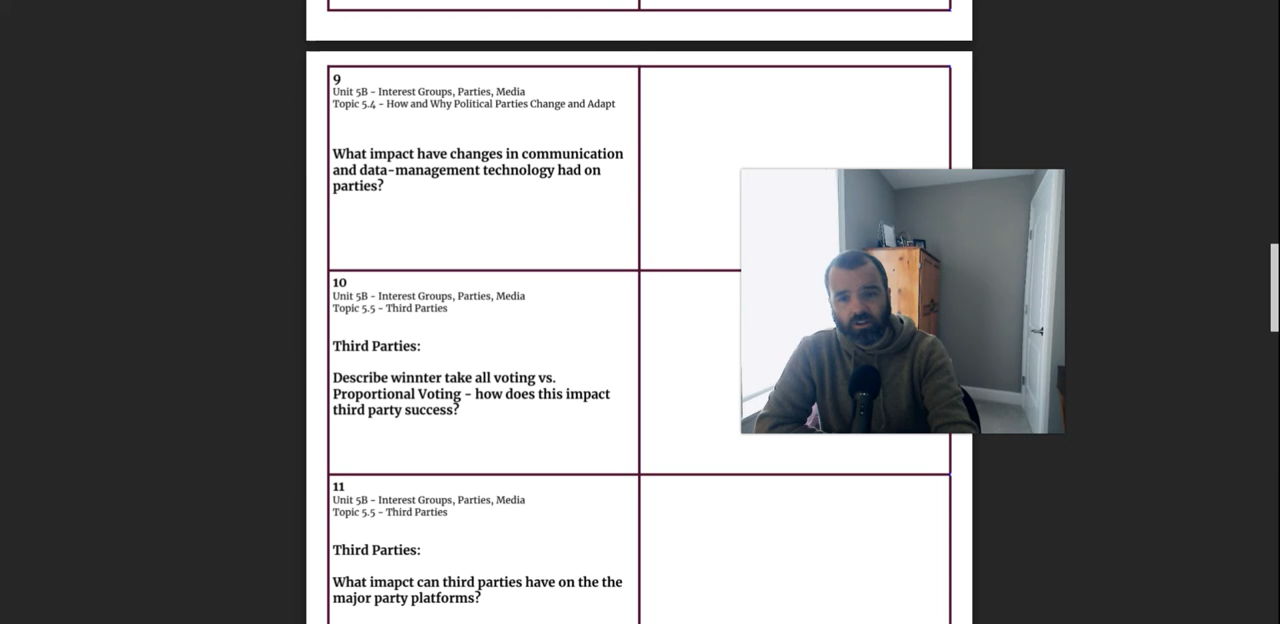 9
Unit 5B - Interest Groups, Parties, Media
Topic 5.4 - How and Why Political Parties Change and Adapt
What impact have changes in communication
and data-management technology had on
parties?
10
Unit 5B - Interest Groups, Parties, Media
Topic 5.5 - Third Parties
Third Parties:
Describe winnter take all voting vs.
Proportional Voting - how does this impact
third party success?
11
Unit 5B - Interest Groups, Parties, Media
Topic 5.5 - Third Parties
Third Parties:
What imapct can third parties have on the the
major party platforms?